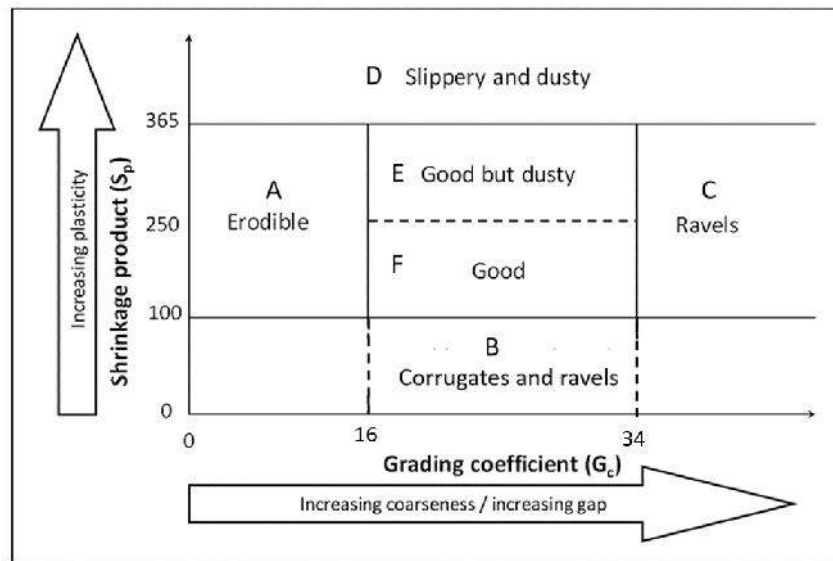 D Slippery and dusty
365
E Good but dusty
A
Erodible
C
Ravels
250
F Good
100
B
Corrugates and ravels
0
0
16
34
Shrinkage product (Sp)
Increasing plasticity
Grading coefficient (Gc)
Increasing coarseness / increasing gap